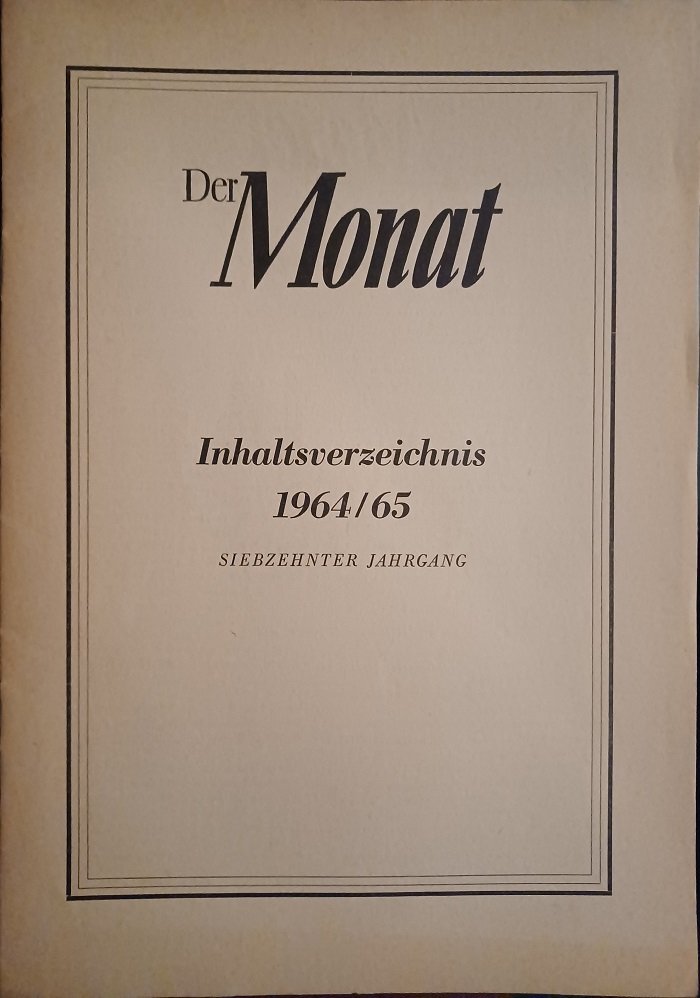 Der Monat
Inhaltsverzeichnis
1964/65
SIEBZEHNTER JAHRGANG